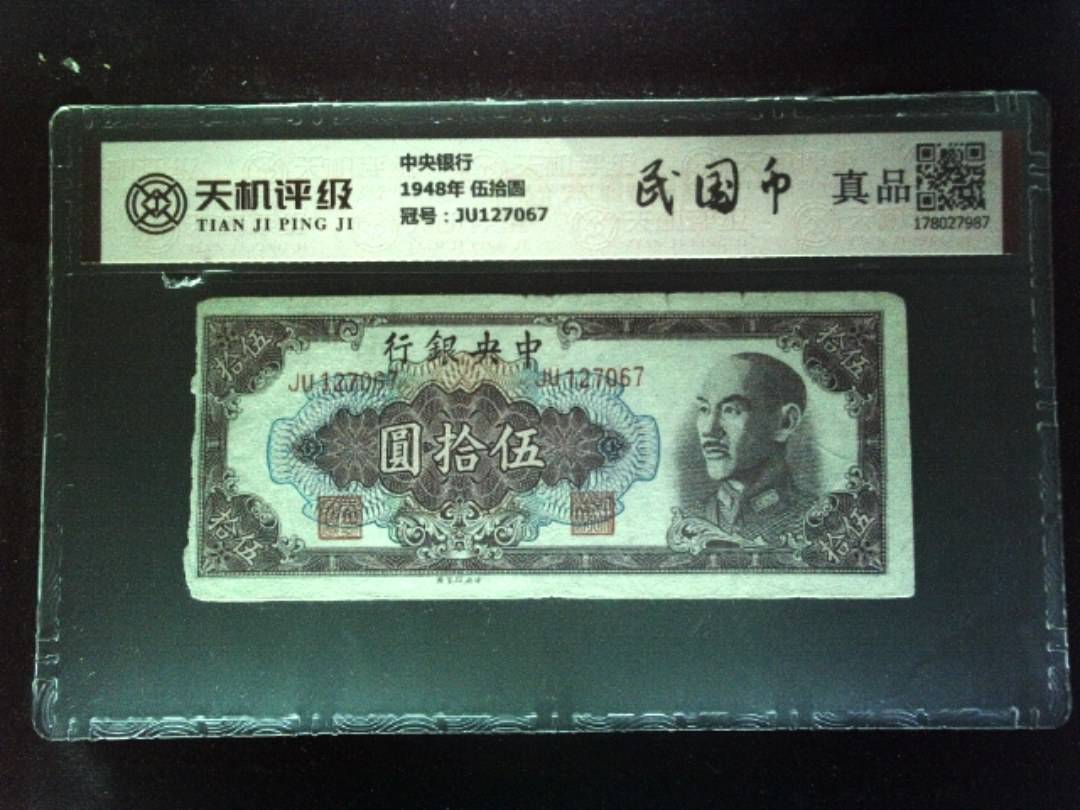 天机评级
TIAN JI PING JI
中央银行
1948年 伍拾圆
冠号：JU127067
民国币
真品
178027987
行銀央中
JU127067
JU127067
圓拾伍
拾伍
拾伍
拾伍
拾伍